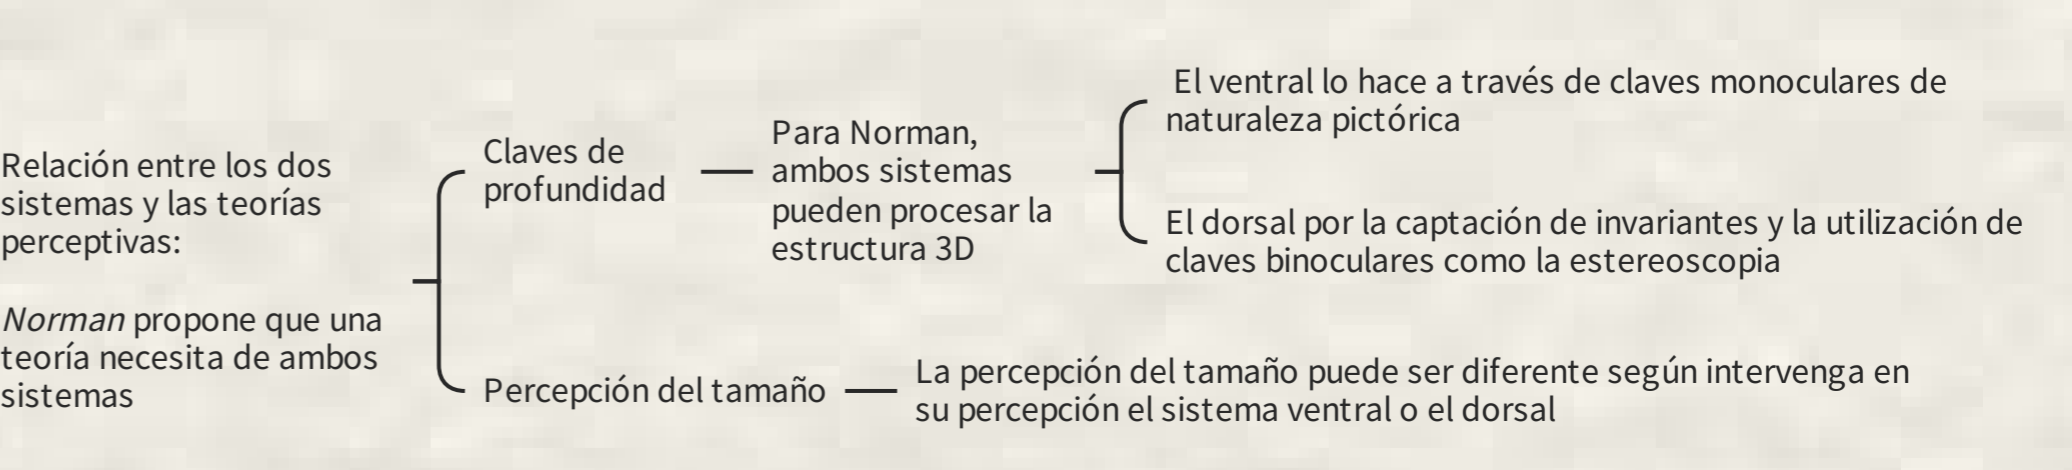 Relación entre los dos
sistemas y las teorías
perceptivas:
Norman propone que una
teoría necesita de ambos
sistemas
Claves de
profundidad
Para Norman,
ambos sistemas
pueden procesar la
estructura 3D
El ventral lo hace a través de claves monoculares de
naturaleza pictórica
El dorsal por la captación de invariantes y la utilización de
claves binoculares como la estereoscopia
Percepción del tamaño
La percepción del tamaño puede ser diferente según intervenga en
su percepción el sistema ventral o el dorsal